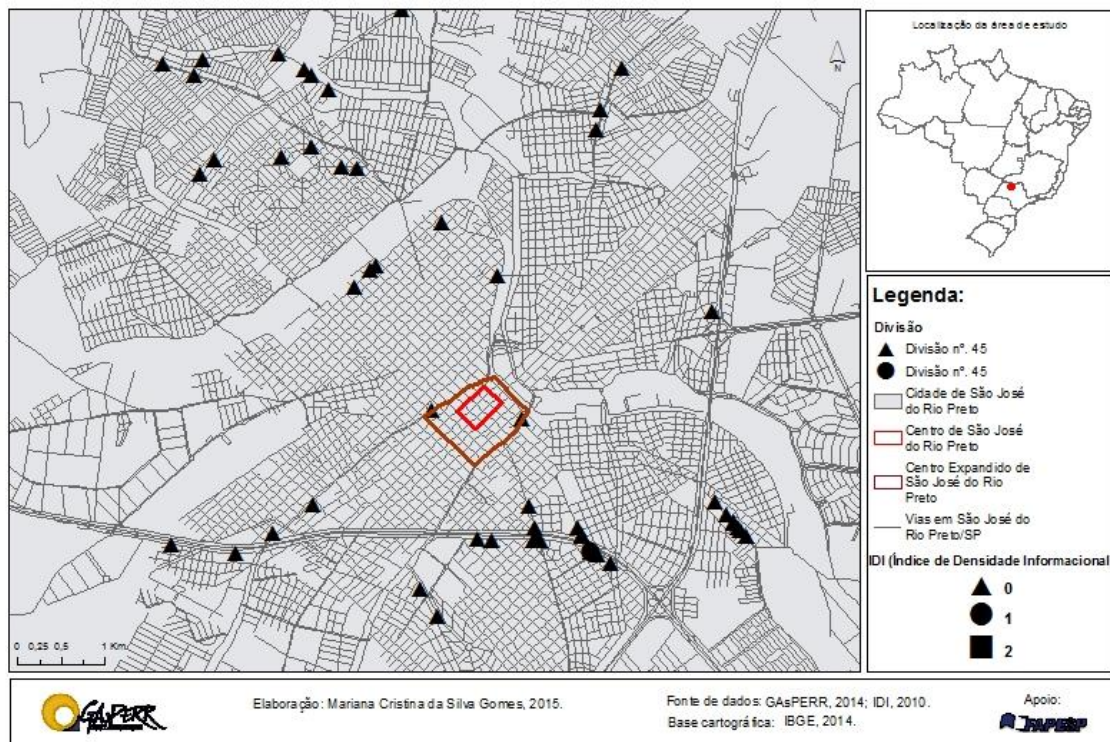 Localização da área de estudo
N
Legenda:
Divisão
Divisão nº. 45
Divisão nº. 45
Cidade de São José
do Rio Preto
Centro de São José
do Rio Preto
Centro Expandido de
São José do Rio
Preto
Vias em São José do
Rio Preto/SP
IDI (Índice de Densidade Informacional
0
1
2
0 0,25 0,5 1 Km.
GAsPERR
Elaboração: Mariana Cristina da Silva Gomes, 2015.
Fonte de dados: GAsPERR, 2014; IDI, 2010.
Base cartográfica: IBGE, 2014.
Apoio:
FAPESP